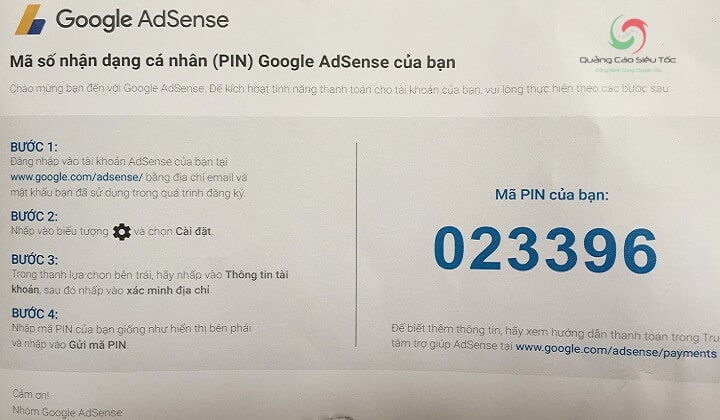 Google AdSense
Quảng Cáo Siêu Tốc
Mã số nhận dạng cá nhân (PIN) Google AdSense của bạn
Chào mừng bạn đến với Google AdSense. Để kích hoạt tính năng thanh toán cho tài khoản của bạn, vui lòng thực hiện theo các bước sau:
BƯỚC 1:
Đăng nhập vào tài khoản AdSense của bạn tại
www.google.com/adsense/ bằng địa chỉ email và
mật khẩu bạn đã sử dụng trong quá trình đăng ký.
BƯỚC 2:
Nhấp vào biểu tượng và chọn Cài đặt.
BƯỚC 3:
Trong thanh lựa chọn bên trái, hãy nhấp vào Thông tin tài
khoản, sau đó nhấp vào xác minh địa chỉ.
BƯỚC 4:
Nhập mã PIN của bạn giống như hiển thị bên phải
và nhấp vào Gửi mã PIN.
Mã PIN của bạn:
023396
Để biết thêm thông tin, hãy xem hướng dẫn thanh toán trong Tru
tâm trợ giúp AdSense tại www.google.com/adsense/payments
Cảm ơn!
Nhóm Google AdSense